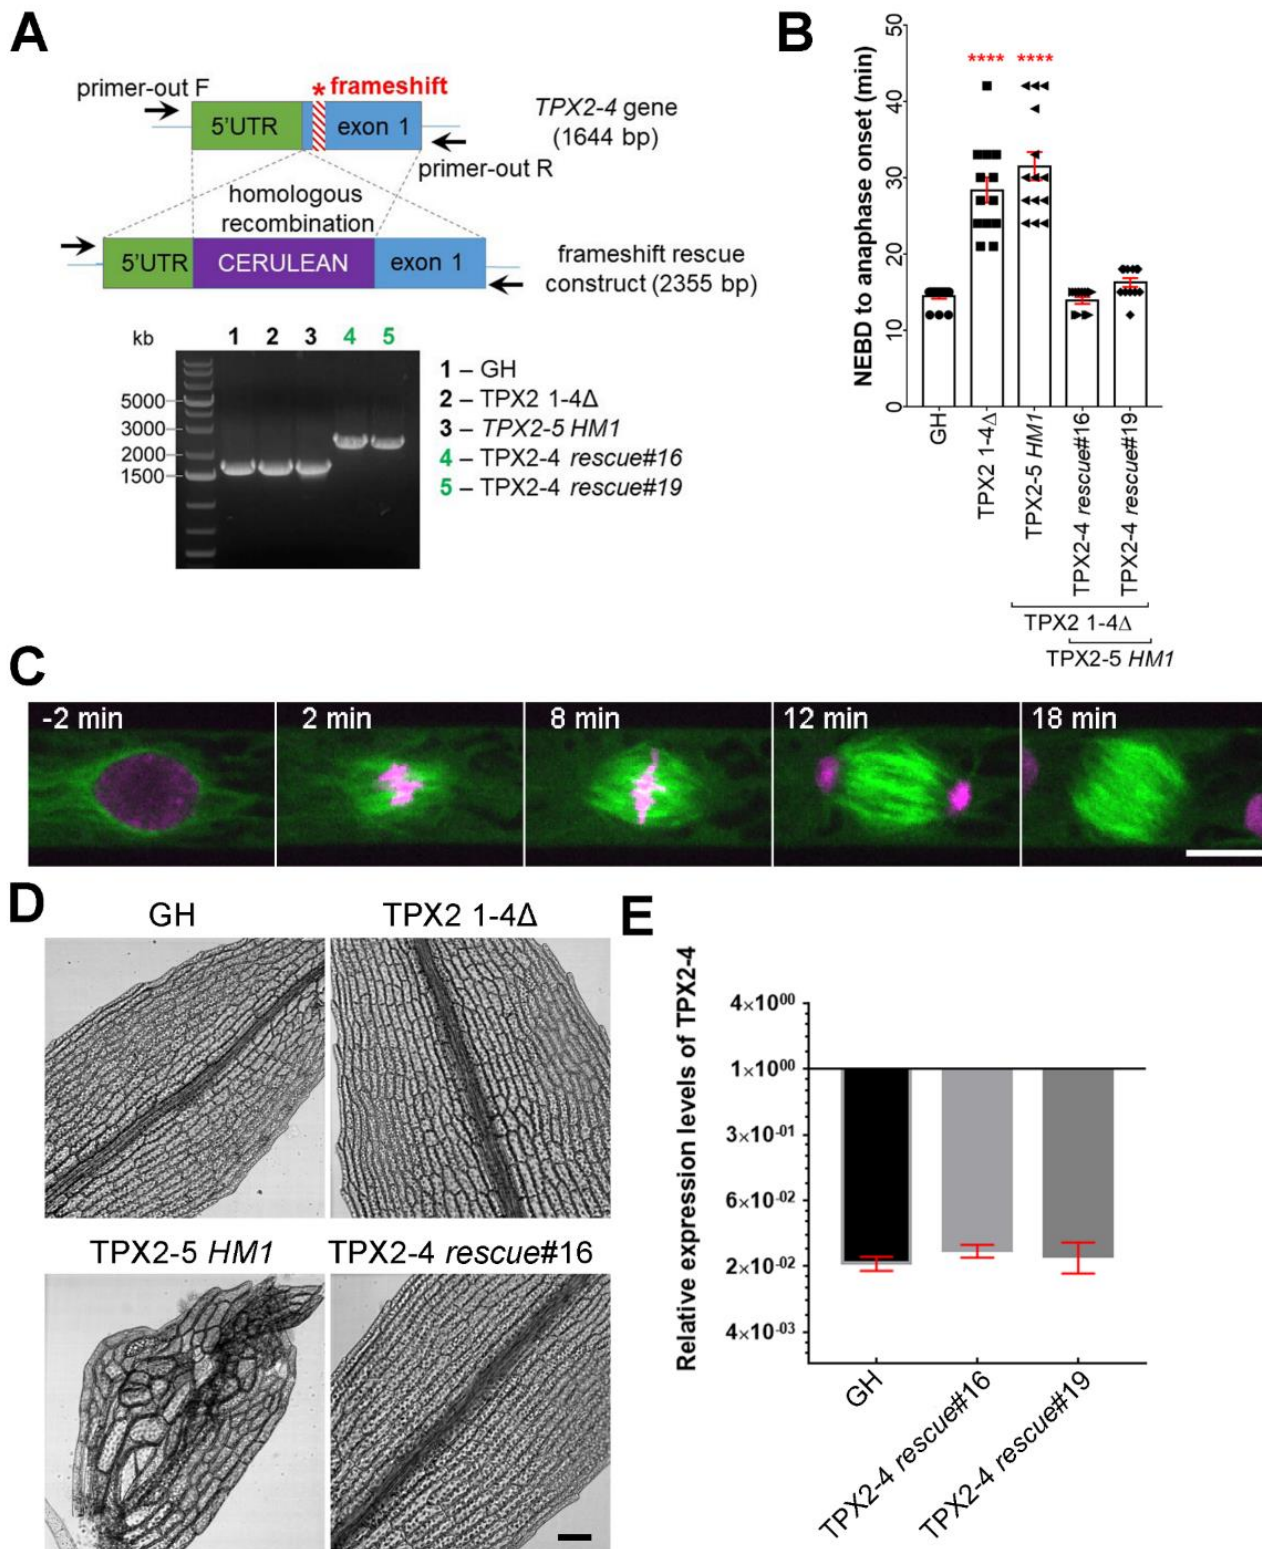 A
primer-out F
* frameshift
5'UTR
exon 1
TPX2-4 gene
(1644 bp)
primer-out R
homologous
recombination
5'UTR
CERULEAN
exon 1
frameshift rescue
construct (2355 bp)
kb
1 2 3 4 5
5000
3000
2000
1500
1 – GH
2 – TPX2 1-4Δ
3 – TPX2-5 HM1
4 – TPX2-4 rescue#16
5 – TPX2-4 rescue#19
B
NEBD to anaphase onset (min)
50
40
30
20
10
0
**** ****
GH
TPX2 1-4Δ
TPX2-5 HM1
TPX2-4 rescue#16
TPX2-4 rescue#19
TPX2 1-4Δ
TPX2-5 HM1
C
-2 min
2 min
8 min
12 min
18 min
D
GH
TPX2 1-4Δ
TPX2-5 HM1
TPX2-4 rescue#16
E
Relative expression levels of TPX2-4
4×10⁰⁰
1×10⁰⁰
3×10⁻⁰¹
6×10⁻⁰²
2×10⁻⁰²
4×10⁻⁰³
GH
TPX2-4 rescue#16
TPX2-4 rescue#19